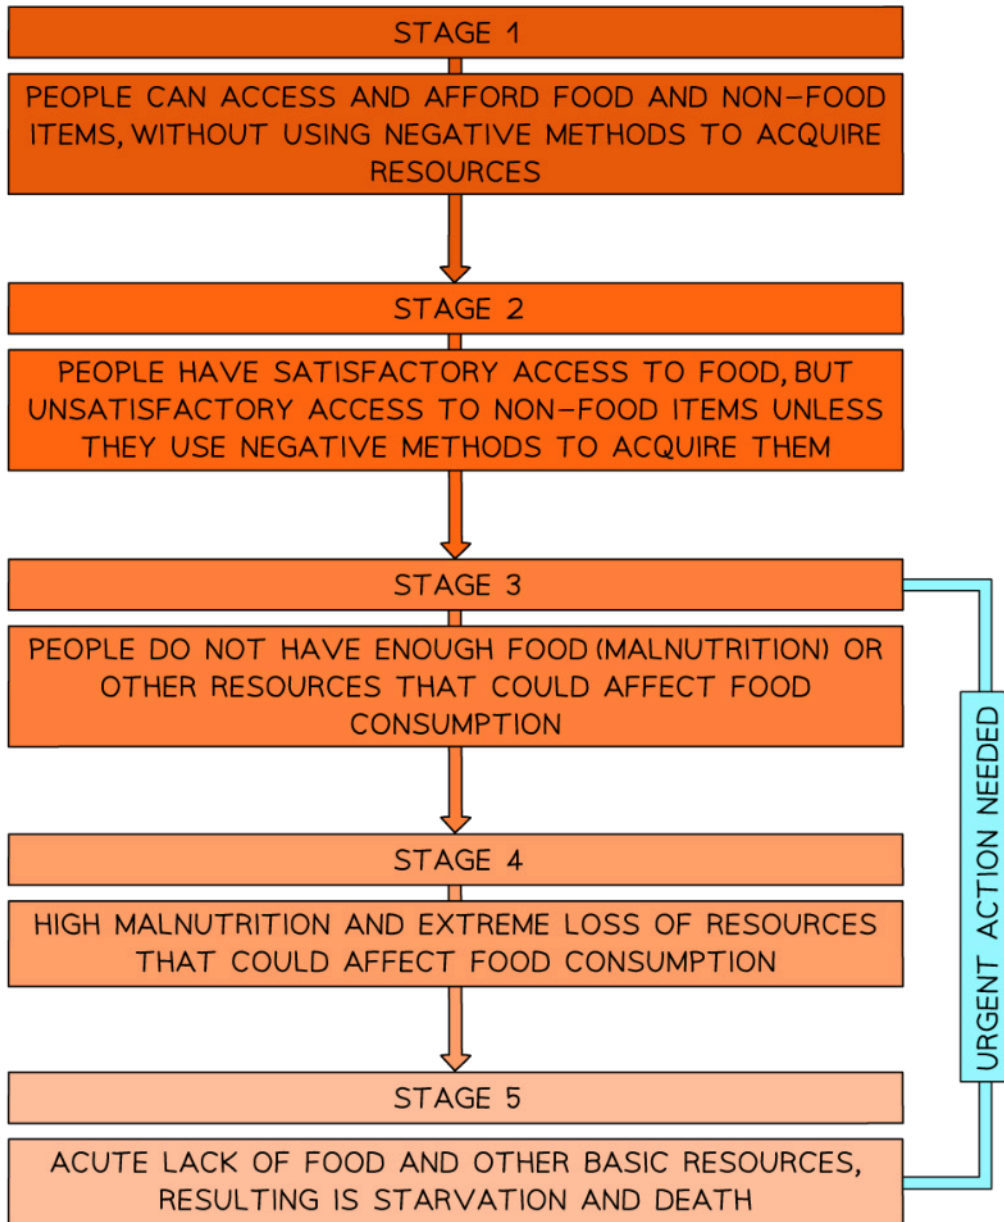 STAGE 1
PEOPLE CAN ACCESS AND AFFORD FOOD AND NON-FOOD
ITEMS, WITHOUT USING NEGATIVE METHODS TO ACQUIRE
RESOURCES
STAGE 2
PEOPLE HAVE SATISFACTORY ACCESS TO FOOD, BUT
UNSATISFACTORY ACCESS TO NON-FOOD ITEMS UNLESS
THEY USE NEGATIVE METHODS TO ACQUIRE THEM
STAGE 3
PEOPLE DO NOT HAVE ENOUGH FOOD (MALNUTRITION) OR
OTHER RESOURCES THAT COULD AFFECT FOOD
CONSUMPTION
STAGE 4
HIGH MALNUTRITION AND EXTREME LOSS OF RESOURCES
THAT COULD AFFECT FOOD CONSUMPTION
STAGE 5
ACUTE LACK OF FOOD AND OTHER BASIC RESOURCES,
RESULTING IS STARVATION AND DEATH
URGENT ACTION NEEDED